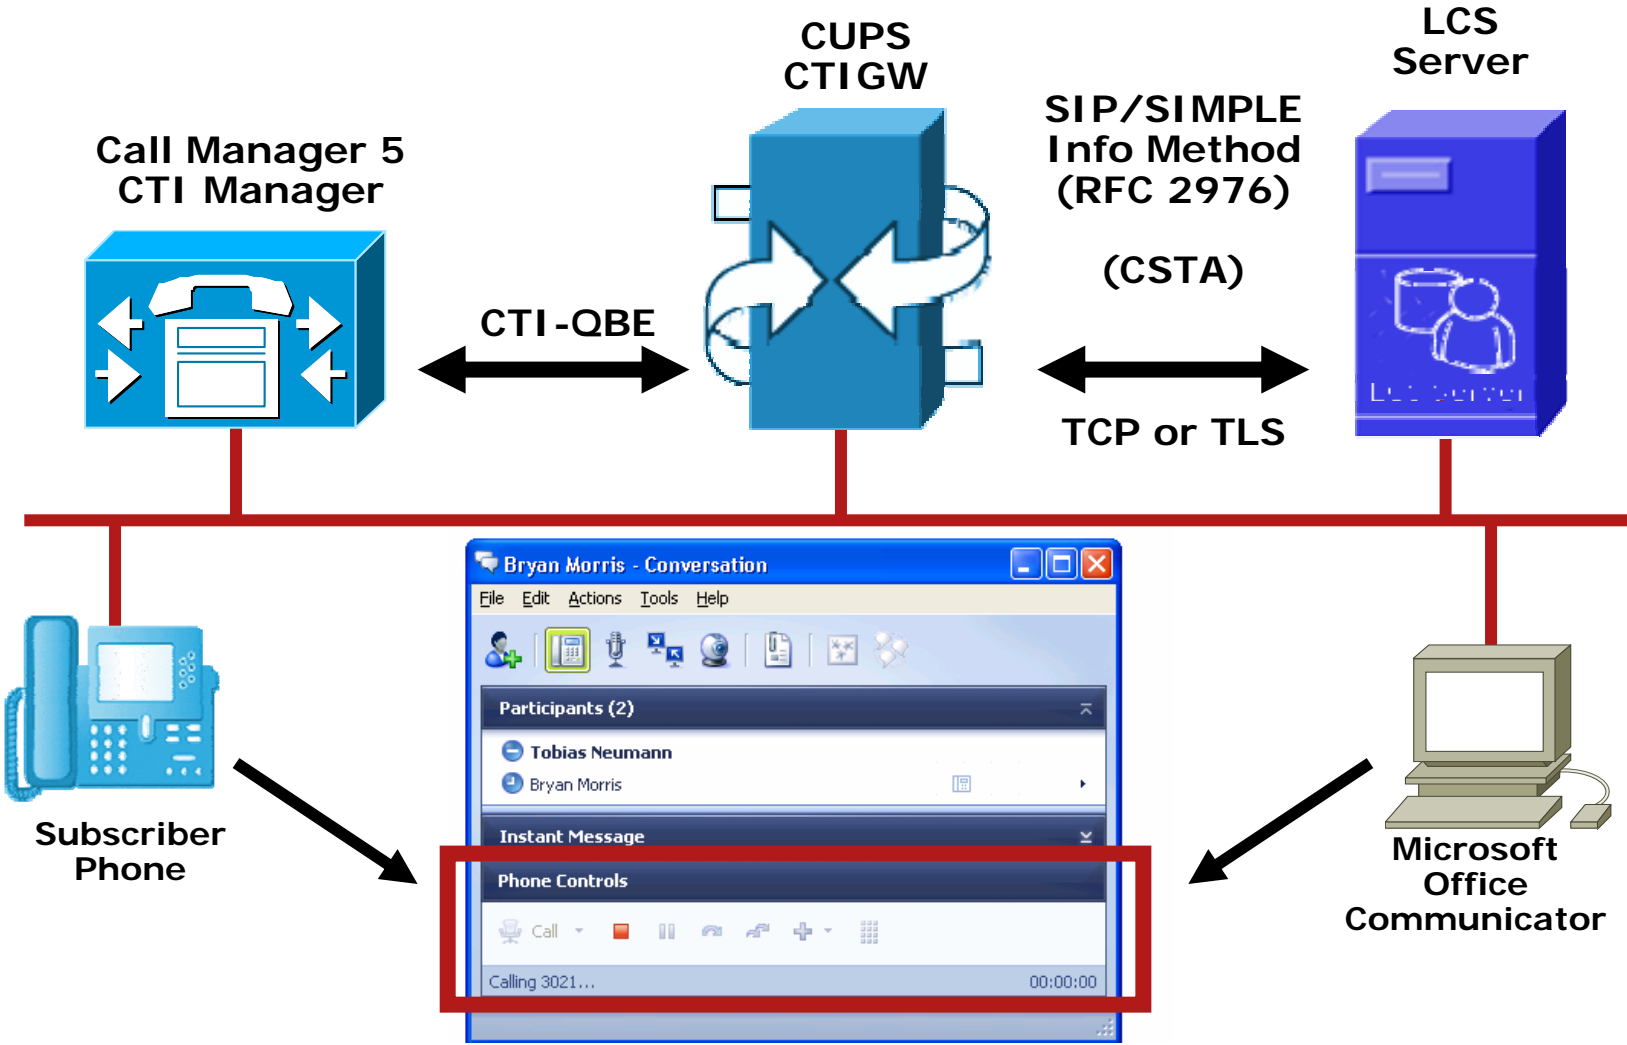 CUPS
CTIGW
LCS
Server
SIP/SIMPLE
Info Method
(RFC 2976)
(CSTA)
Call Manager 5
CTI Manager
CTI-QBE
TCP or TLS
Bryan Morris - Conversation
File Edit Actions Tools Help
Participants (2)
Tobias Neumann
Bryan Morris
Instant Message
Phone Controls
Call
Calling 3021...
00:00:00
Subscriber
Phone
Microsoft
Office
Communicator